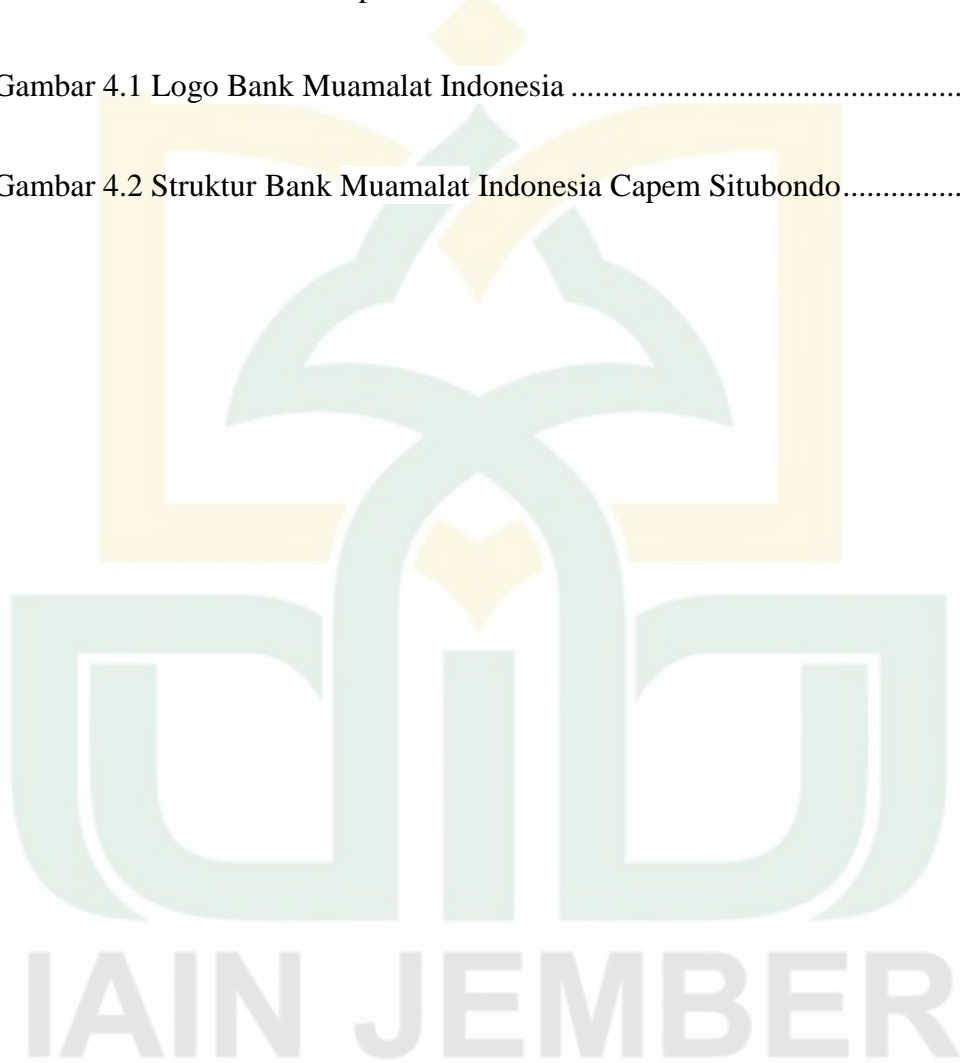 Gambar 4.1 Logo Bank Muamalat Indonesia ............................................
Gambar 4.2 Struktur Bank Muamalat Indonesia Capem Situbondo...............
IAIN JEMBER